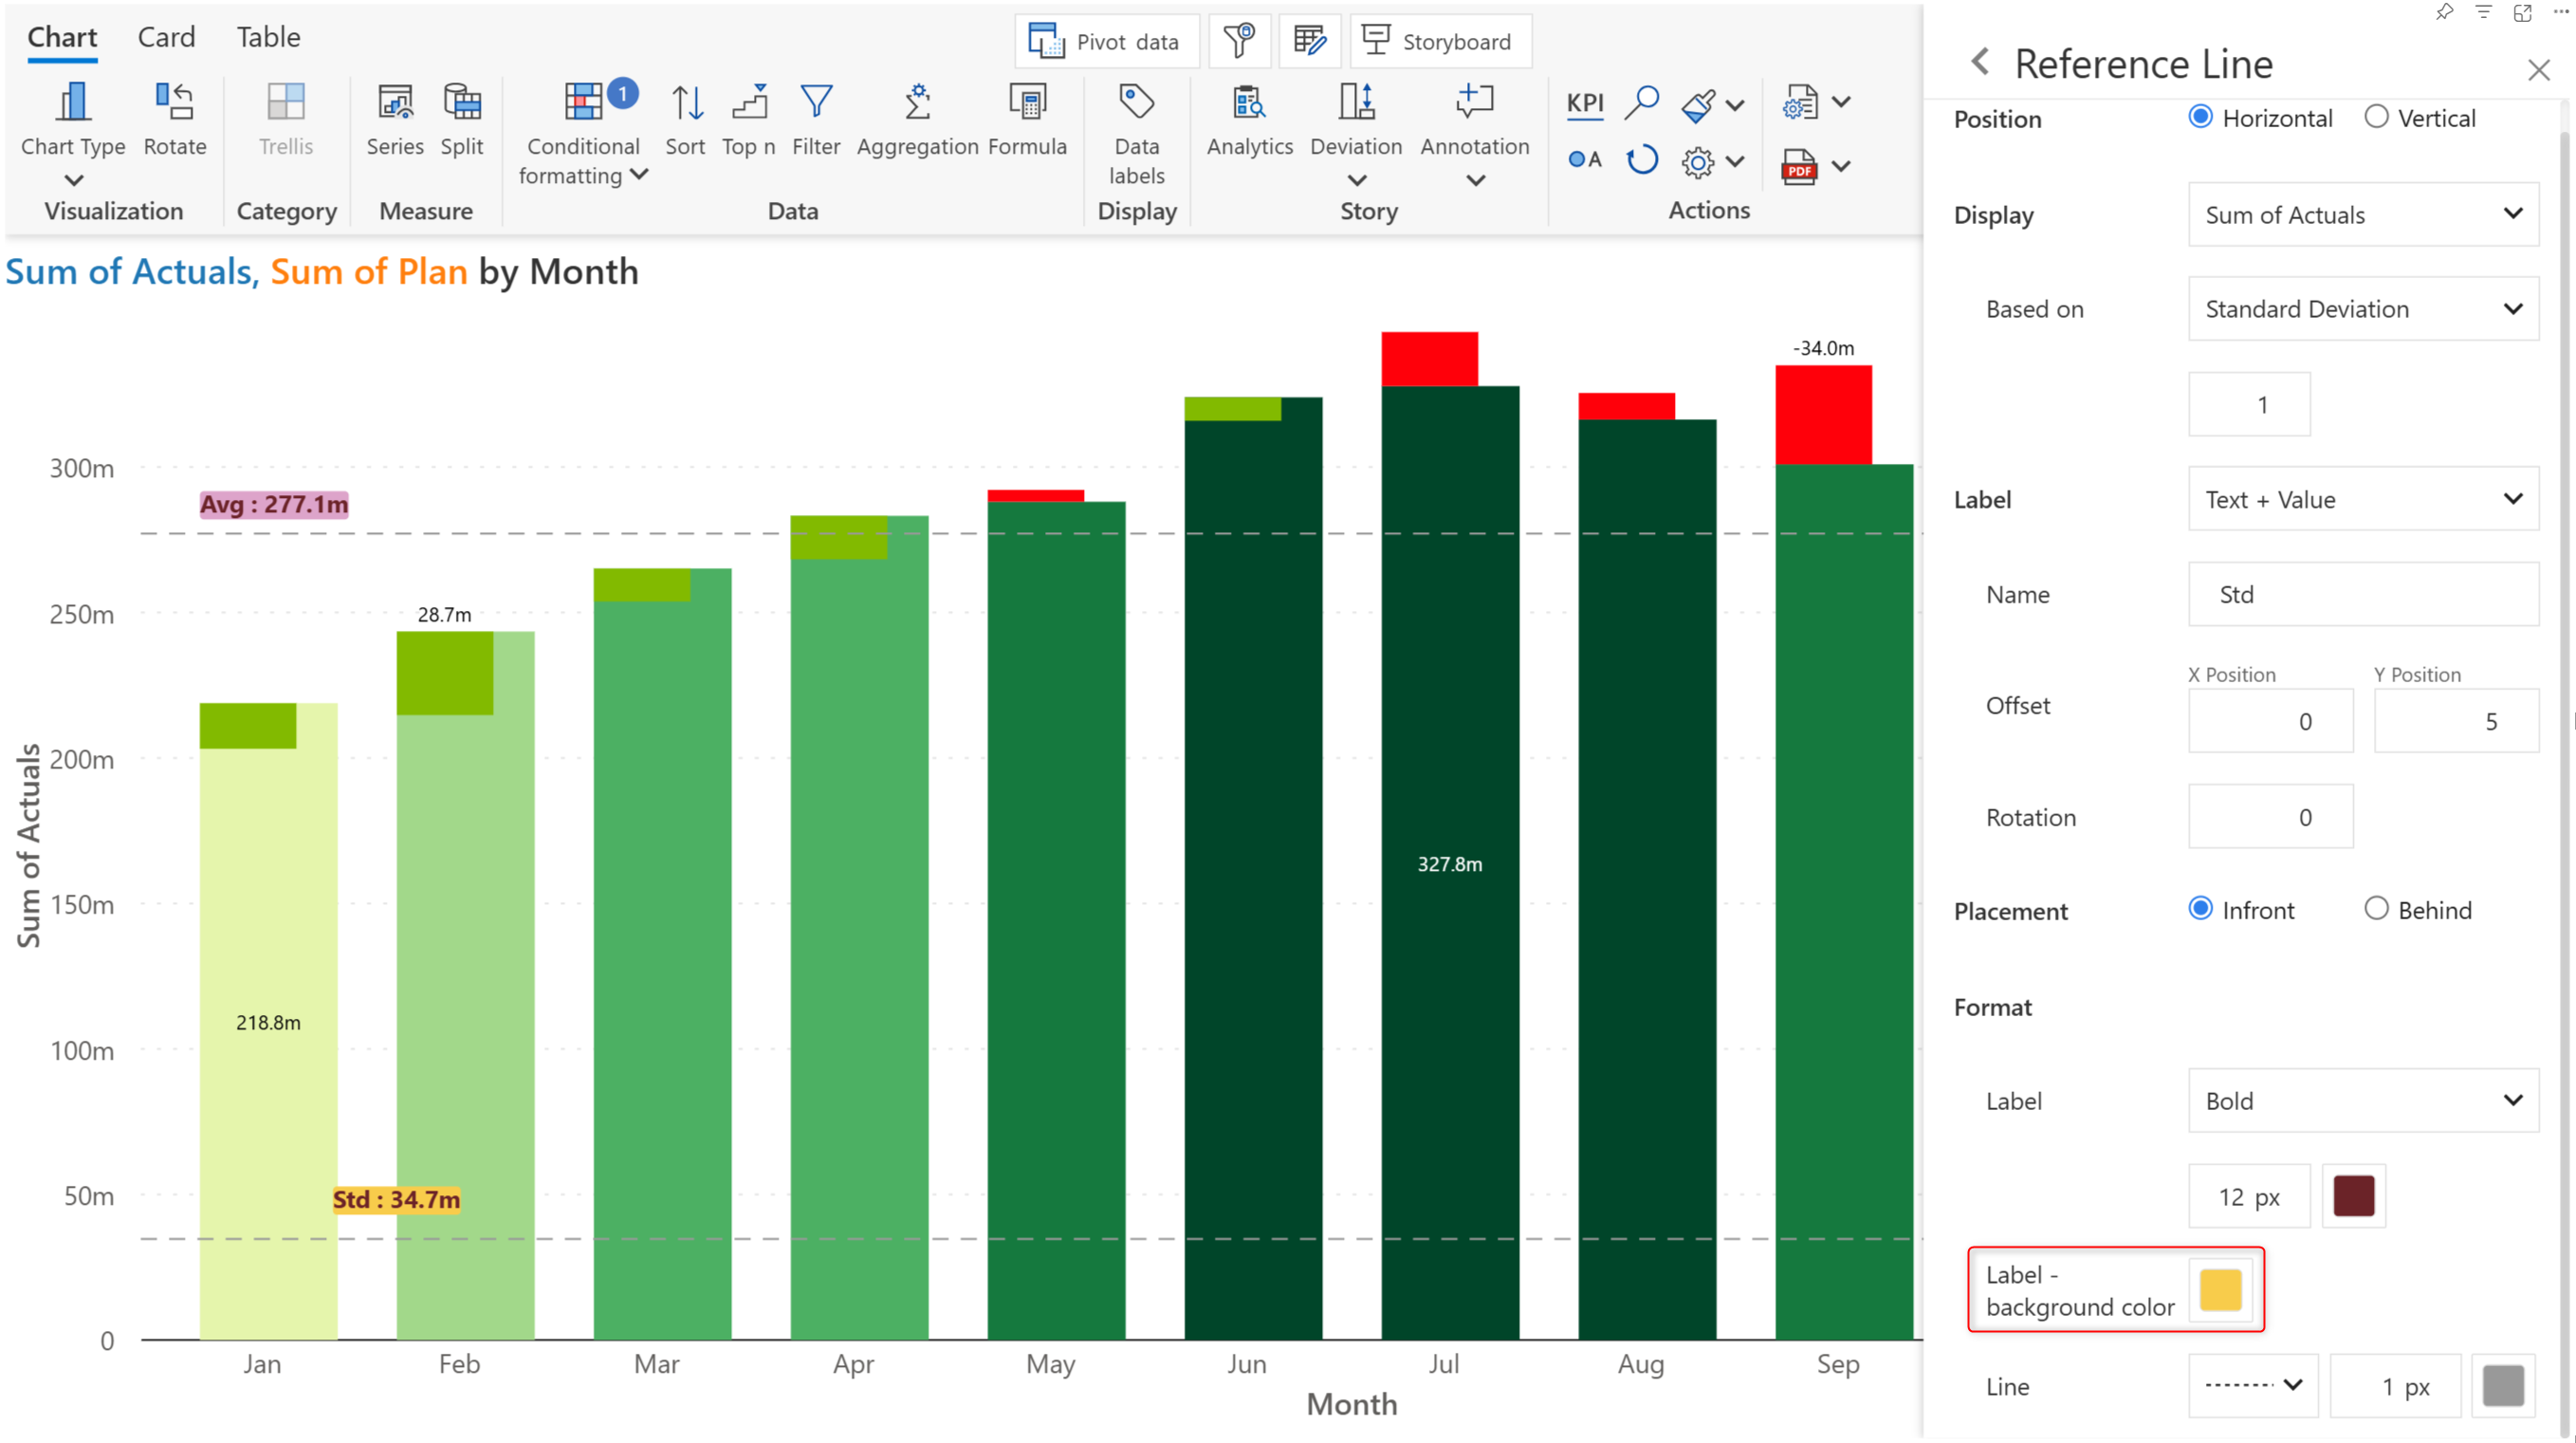 Chart Card Table
Pivot data
Storyboard
Chart Type
Rotate
Trellis
Series
Split
Conditional
formatting
1
Sort
Top n
Filter
Aggregation
Formula
Data
labels
Analytics
Deviation
Annotation
KPI
A
PDF
Visualization
Category
Measure
Data
Display
Story
Actions
Sum of Actuals, Sum of Plan by Month
Sum of Actuals
300m
250m
200m
150m
100m
50m
0
Avg : 277.1m
28.7m
-34.0m
327.8m
218.8m
Std : 34.7m
Jan
Feb
Mar
Apr
May
Jun
Jul
Aug
Sep
Month
Reference Line
Position Horizontal Vertical
Display Sum of Actuals
Based on Standard Deviation
1
Label Text + Value
Name Std
X Position Y Position
Offset 0 5
Rotation 0
Placement Infront Behind
Format
Label Bold
12 px
Label -
background color
Line 1 px